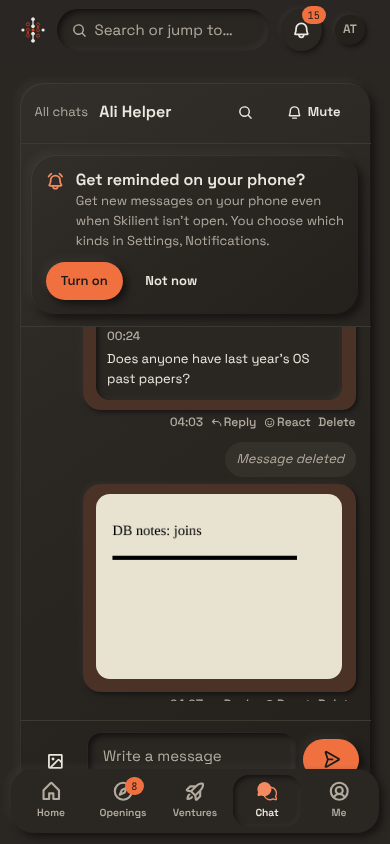 Search or jump to...
15
AT
All chats
Ali Helper
Mute
Get reminded on your phone?
Get new messages on your phone even
when Skilient isn't open. You choose which
kinds in Settings, Notifications.
Turn on
Not now
00:24
Does anyone have last year's OS
past papers?
04:03 Reply React Delete
Message deleted
DB notes: joins
Write a message
8
Home
Openings
Ventures
Chat
Me